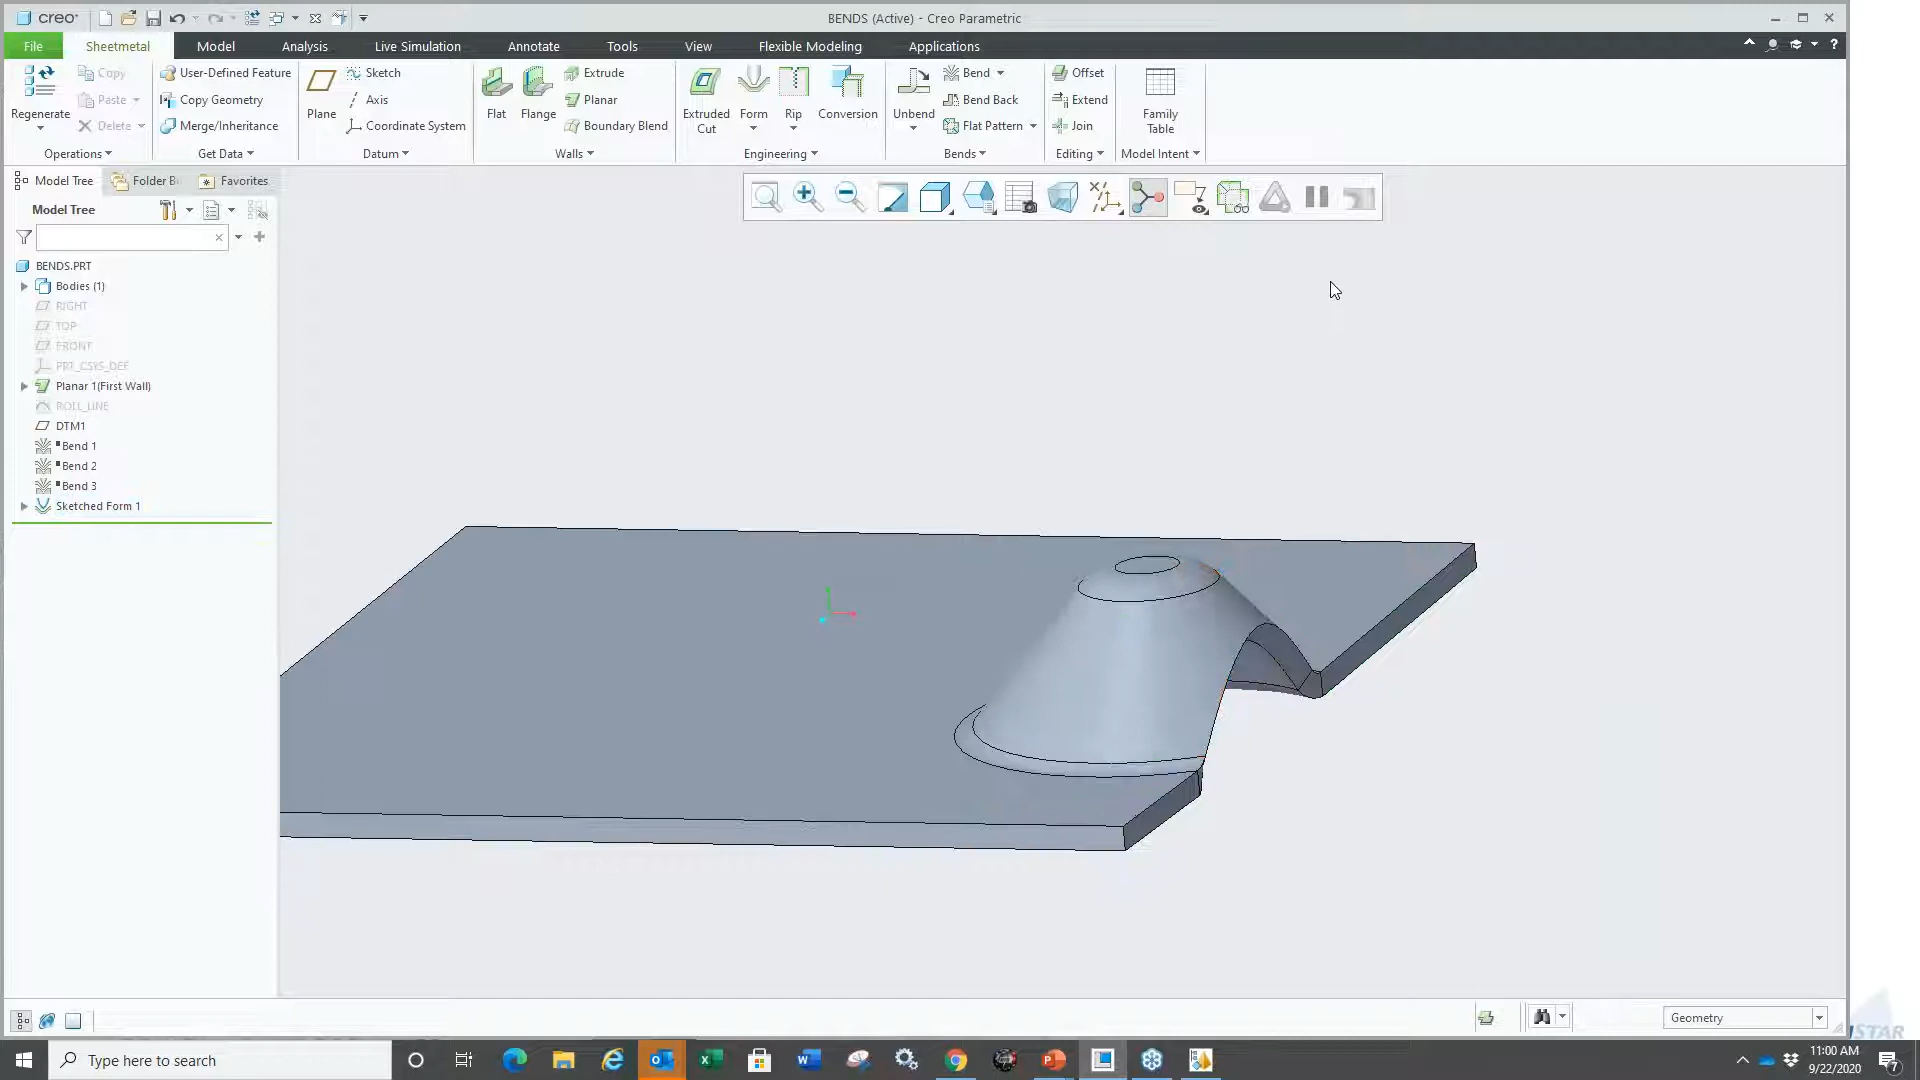 creo
BENDS (Active) - Creo Parametric
File
Sheetmetal
Model
Analysis
Live Simulation
Annotate
Tools
View
Flexible Modeling
Applications
Regenerate
Copy
Paste
Delete
Operations
User-Defined Feature
Copy Geometry
Merge/Inheritance
Get Data
Plane
Sketch
Axis
Coordinate System
Datum
Flat
Flange
Extrude
Planar
Boundary Blend
Walls
Extruded
Cut
Form
Rip
Conversion
Engineering
Unbend
Bend
Bend Back
Flat Pattern
Bends
Offset
Extend
Join
Editing
Family
Table
Model Intent
Model Tree
Folder B
Favorites
Model Tree
BENDS.PRT
Bodies (1)
RIGHT
TOP
FRONT
PRT_CSYS_DEF
Planar 1(First Wall)
ROLL_LINE
DTM1
Bend 1
Bend 2
Bend 3
Sketched Form 1
Geometry
STAR
Type here to search
11:00 AM
9/22/2020
7